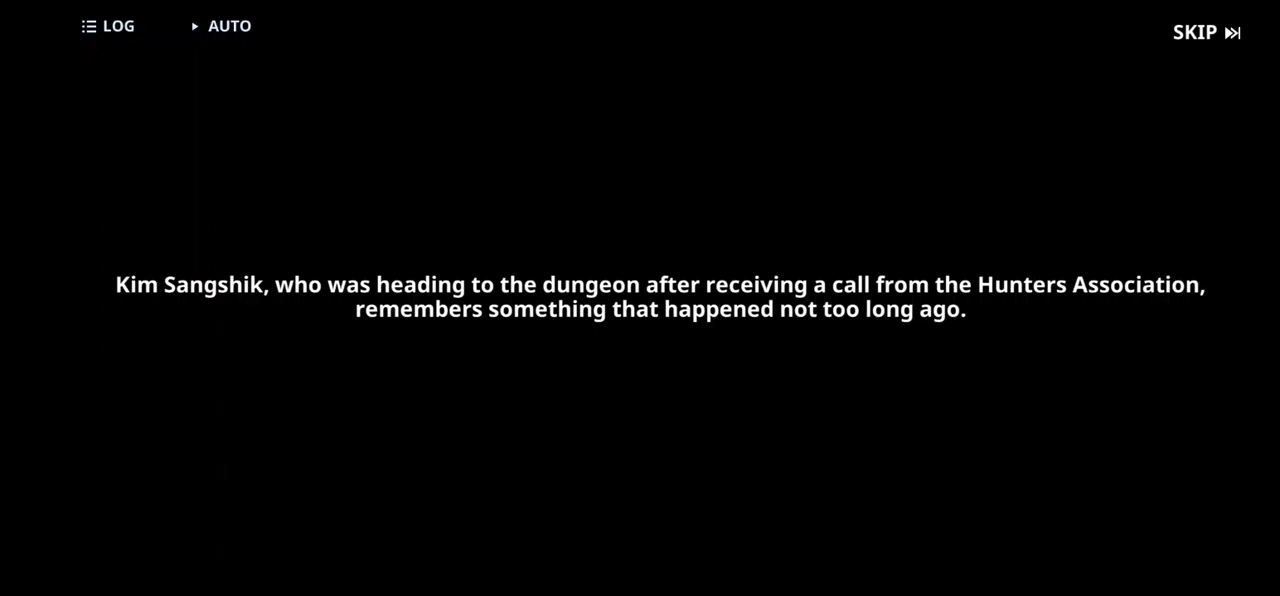 LOG
AUTO
SKIP
Kim Sangshik, who was heading to the dungeon after receiving a call from the Hunters Association,
remembers something that happened not too long ago.